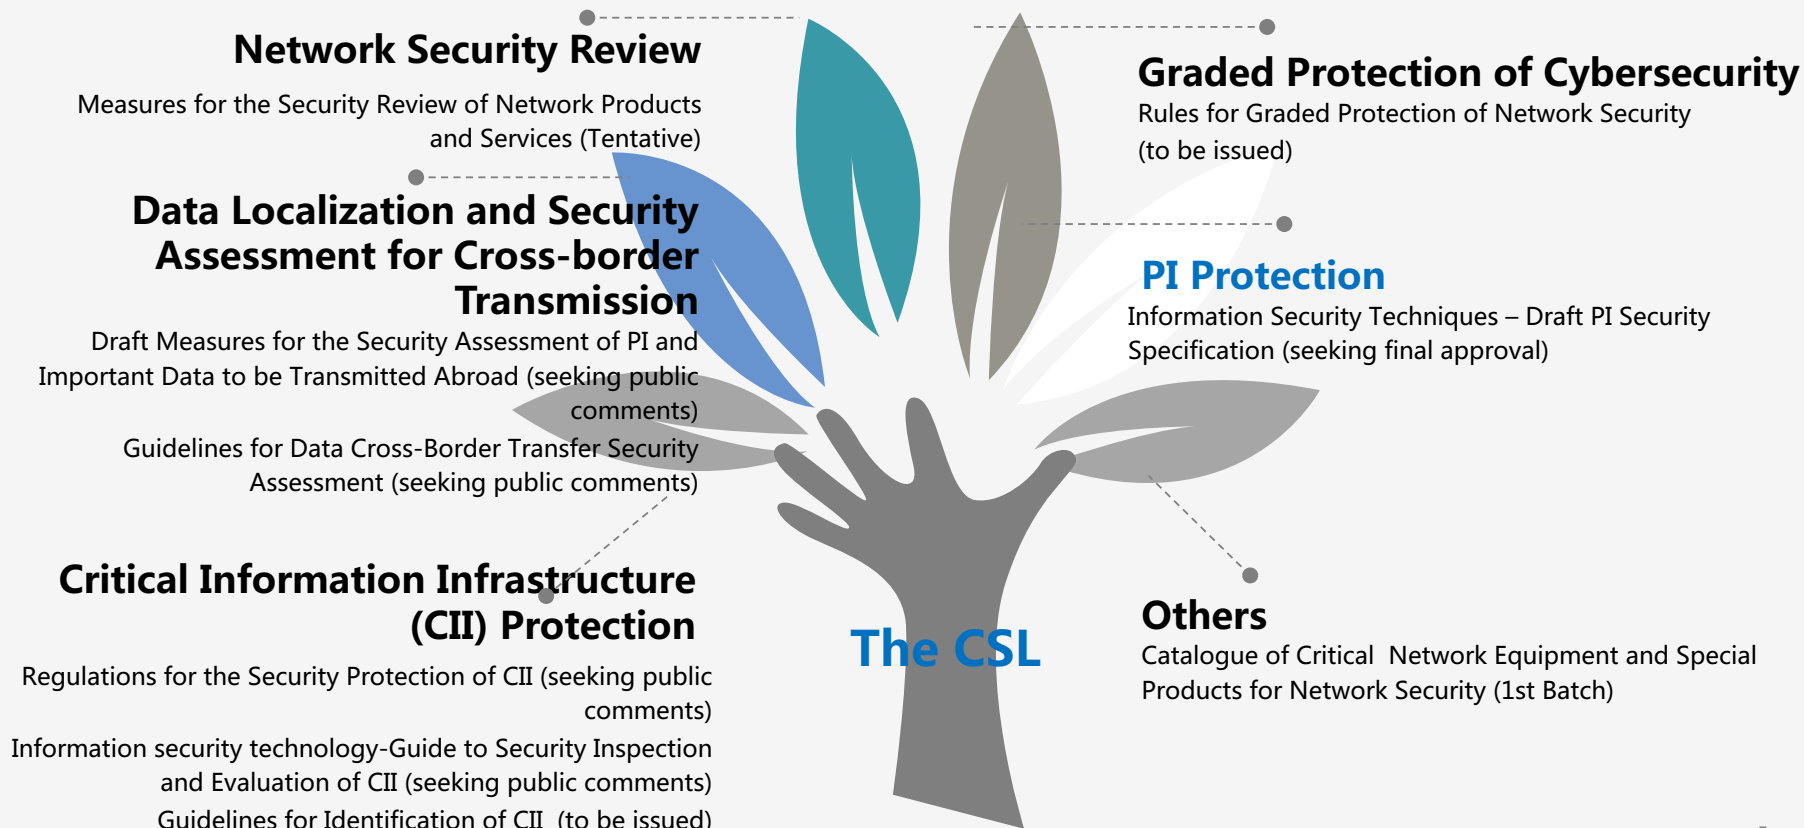 Network Security Review
Measures for the Security Review of Network Products
and Services (Tentative)
Data Localization and Security
Assessment for Cross-border
Transmission
Draft Measures for the Security Assessment of PI and
Important Data to be Transmitted Abroad (seeking public
comments)
Guidelines for Data Cross-Border Transfer Security
Assessment (seeking public comments)
Critical Information Infrastructure
(CII) Protection
Regulations for the Security Protection of CII (seeking public
comments)
Information security technology-Guide to Security Inspection
and Evaluation of CII (seeking public comments)
Guidelines for Identification of CII (to be issued)
The CSL
Graded Protection of Cybersecurity
Rules for Graded Protection of Network Security
(to be issued)
PI Protection
Information Security Techniques – Draft PI Security
Specification (seeking final approval)
Others
Catalogue of Critical Network Equipment and Special
Products for Network Security (1st Batch)